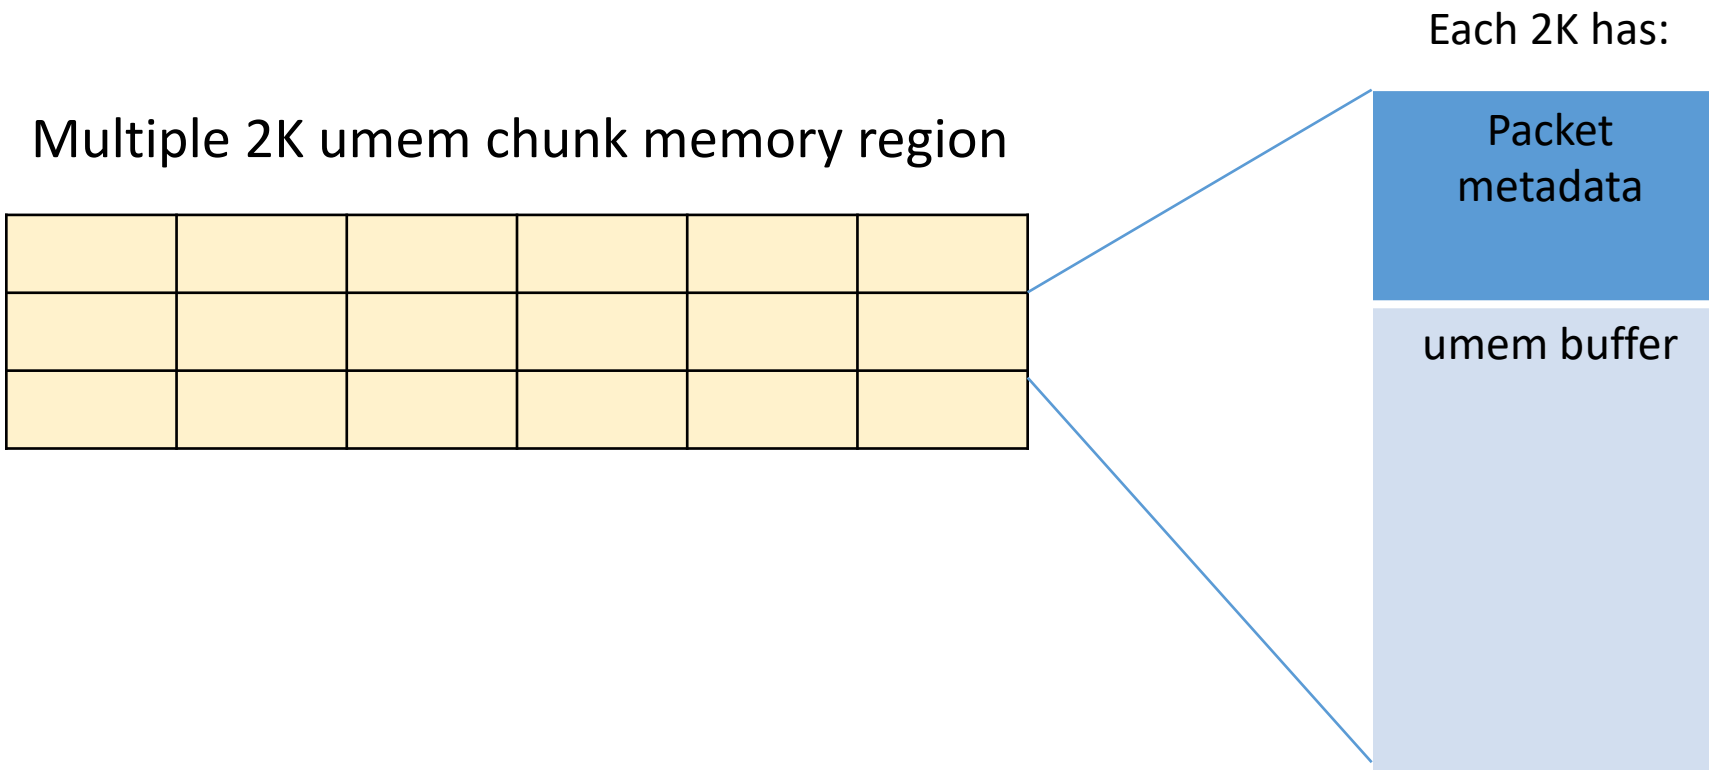 Each 2K has:
Multiple 2K umem chunk memory region
Packet
metadata
umem buffer